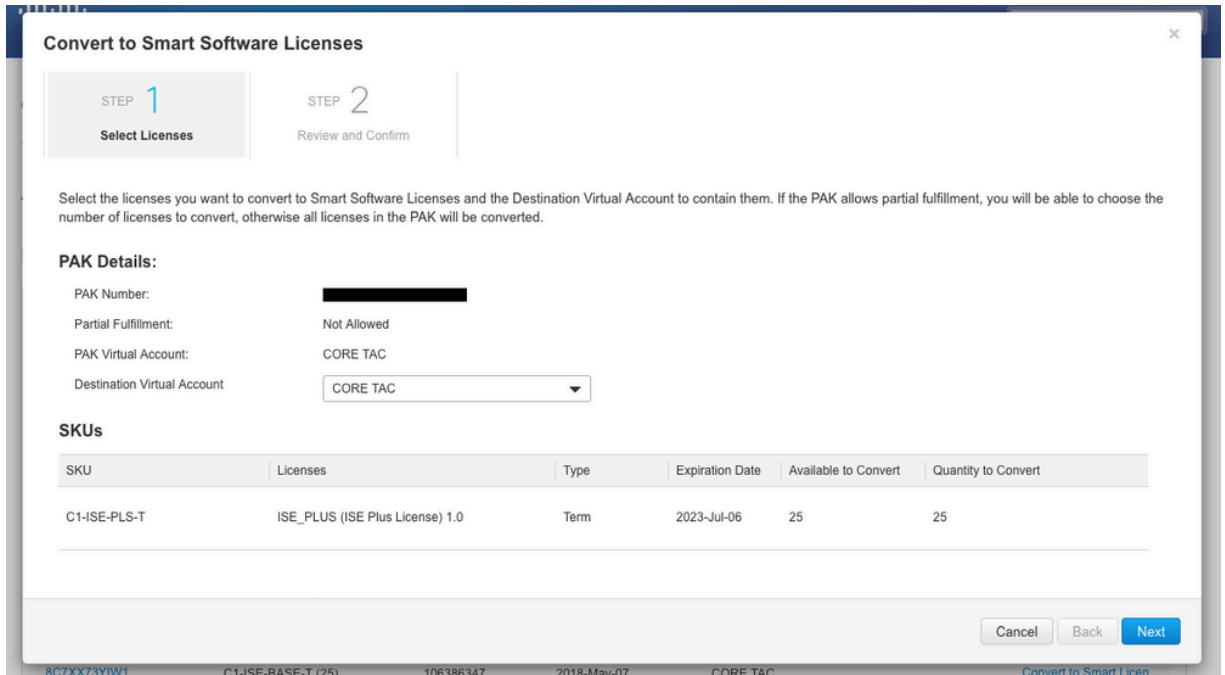 Convert to Smart Software Licenses
×
STEP 1
Select Licenses
STEP 2
Review and Confirm
Select the licenses you want to convert to Smart Software Licenses and the Destination Virtual Account to contain them. If the PAK allows partial fulfillment, you will be able to choose the
number of licenses to convert, otherwise all licenses in the PAK will be converted.
PAK Details:
PAK Number:
Partial Fulfillment: Not Allowed
PAK Virtual Account: CORE TAC
Destination Virtual Account CORE TAC
SKUs
SKU Licenses Type Expiration Date Available to Convert Quantity to Convert
C1-ISE-PLS-T ISE_PLUS (ISE Plus License) 1.0 Term 2023-Jul-06 25 25
Cancel Back Next
8C7XX73YIW1 C1-ISE-BASE-T (25) 106386347 2018-May-07 CORE TAC Convert to Smart Licen